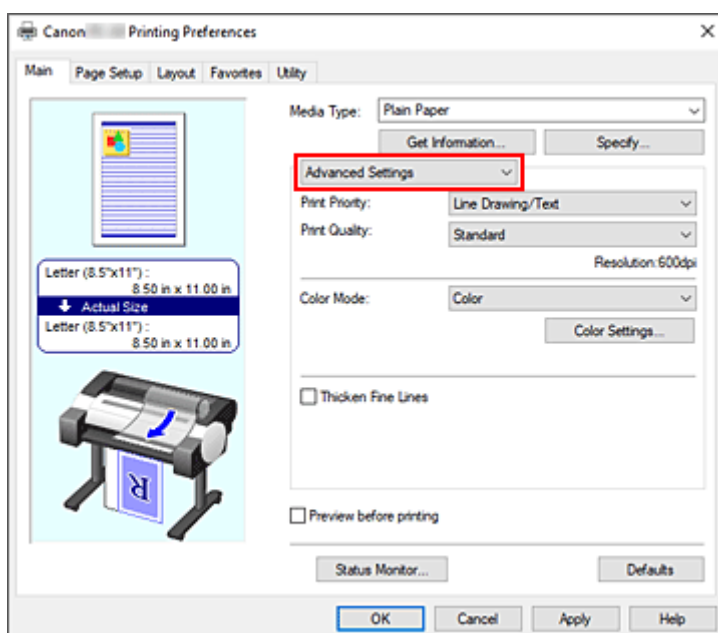 Canon Printing Preferences
Main Page Setup Layout Favorites Utility
Media Type: Plain Paper
Get Information... Specify...
Advanced Settings
Print Priority: Line Drawing/Text
Print Quality: Standard
Resolution:600dpi
Letter (8.5"x11") :
8.50 in x 11.00 in
Actual Size
Letter (8.5"x11") :
8.50 in x 11.00 in
Color Mode: Color
Color Settings...
Thicken Fine Lines
R
Preview before printing
Status Monitor... Defaults
OK Cancel Apply Help